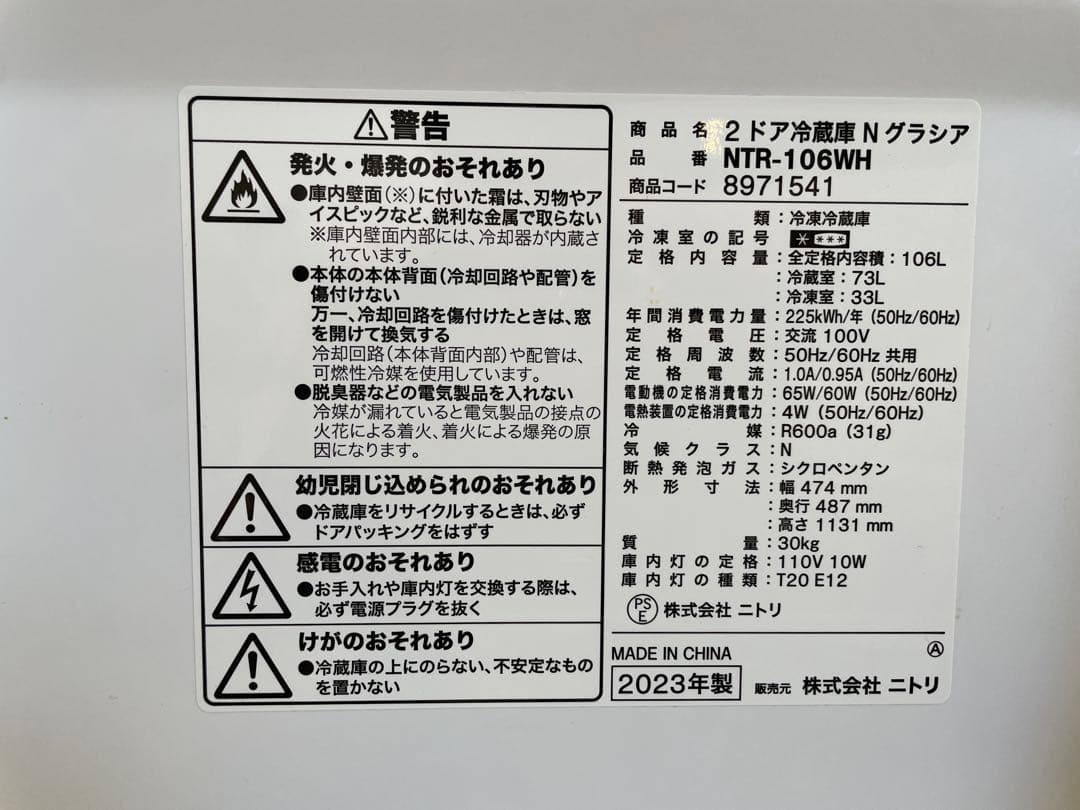 警告
発火・爆発のおそれあり
●庫内壁面(※)に付いた霜は、刃物やア
イスピックなど、鋭利な金属で取らない
※庫内壁面内部には、冷却器が内蔵さ
れています。
●本体の本体背面(冷却回路や配管)を
傷付けない
万一、冷却回路を傷付けたときは、窓
を開けて換気する
冷却回路(本体背面内部)や配管は、
可燃性冷媒を使用しています。
●脱臭器などの電気製品を入れない
冷媒が漏れていると電気製品の接点の
火花による着火、着火による爆発の原
因になります。
幼児閉じ込められのおそれあり
●冷蔵庫をリサイクルするときは、必ず
ドアパッキングをはずす
感電のおそれあり
●お手入れや庫内灯を交換する際は、
必ず電源プラグを抜く
けがのおそれあり
●冷蔵庫の上にのらない、不安定なもの
を置かない
商品名 2ドア冷蔵庫 N グラシア
品番 NTR-106WH
商品コード 8971541
種類:冷凍冷蔵庫
冷凍室の記号 * ***
定格内容量:全定格内容積:106L
:冷蔵室:73L
:冷凍室:33L
年間消費電力量:225kWh/年 (50Hz/60Hz)
定格電圧:交流 100V
定格周波数:50Hz/60Hz 共用
定格電流:1.0A/0.95A (50Hz/60Hz)
電動機の定格消費電力:65W/60W (50Hz/60Hz)
電熱装置の定格消費電力:4W (50Hz/60Hz)
冷媒:R600a (31g)
気候クラス:N
断熱発泡ガス:シクロペンタン
外形寸法:幅 474 mm
:奥行 487 mm
:高さ 1131 mm
質量:30kg
庫内灯の定格:110V 10W
庫内灯の種類:T20 E12
PSE 株式会社 ニトリ
MADE IN CHINA Ⓐ
2023年製 販売元 株式会社 ニトリ